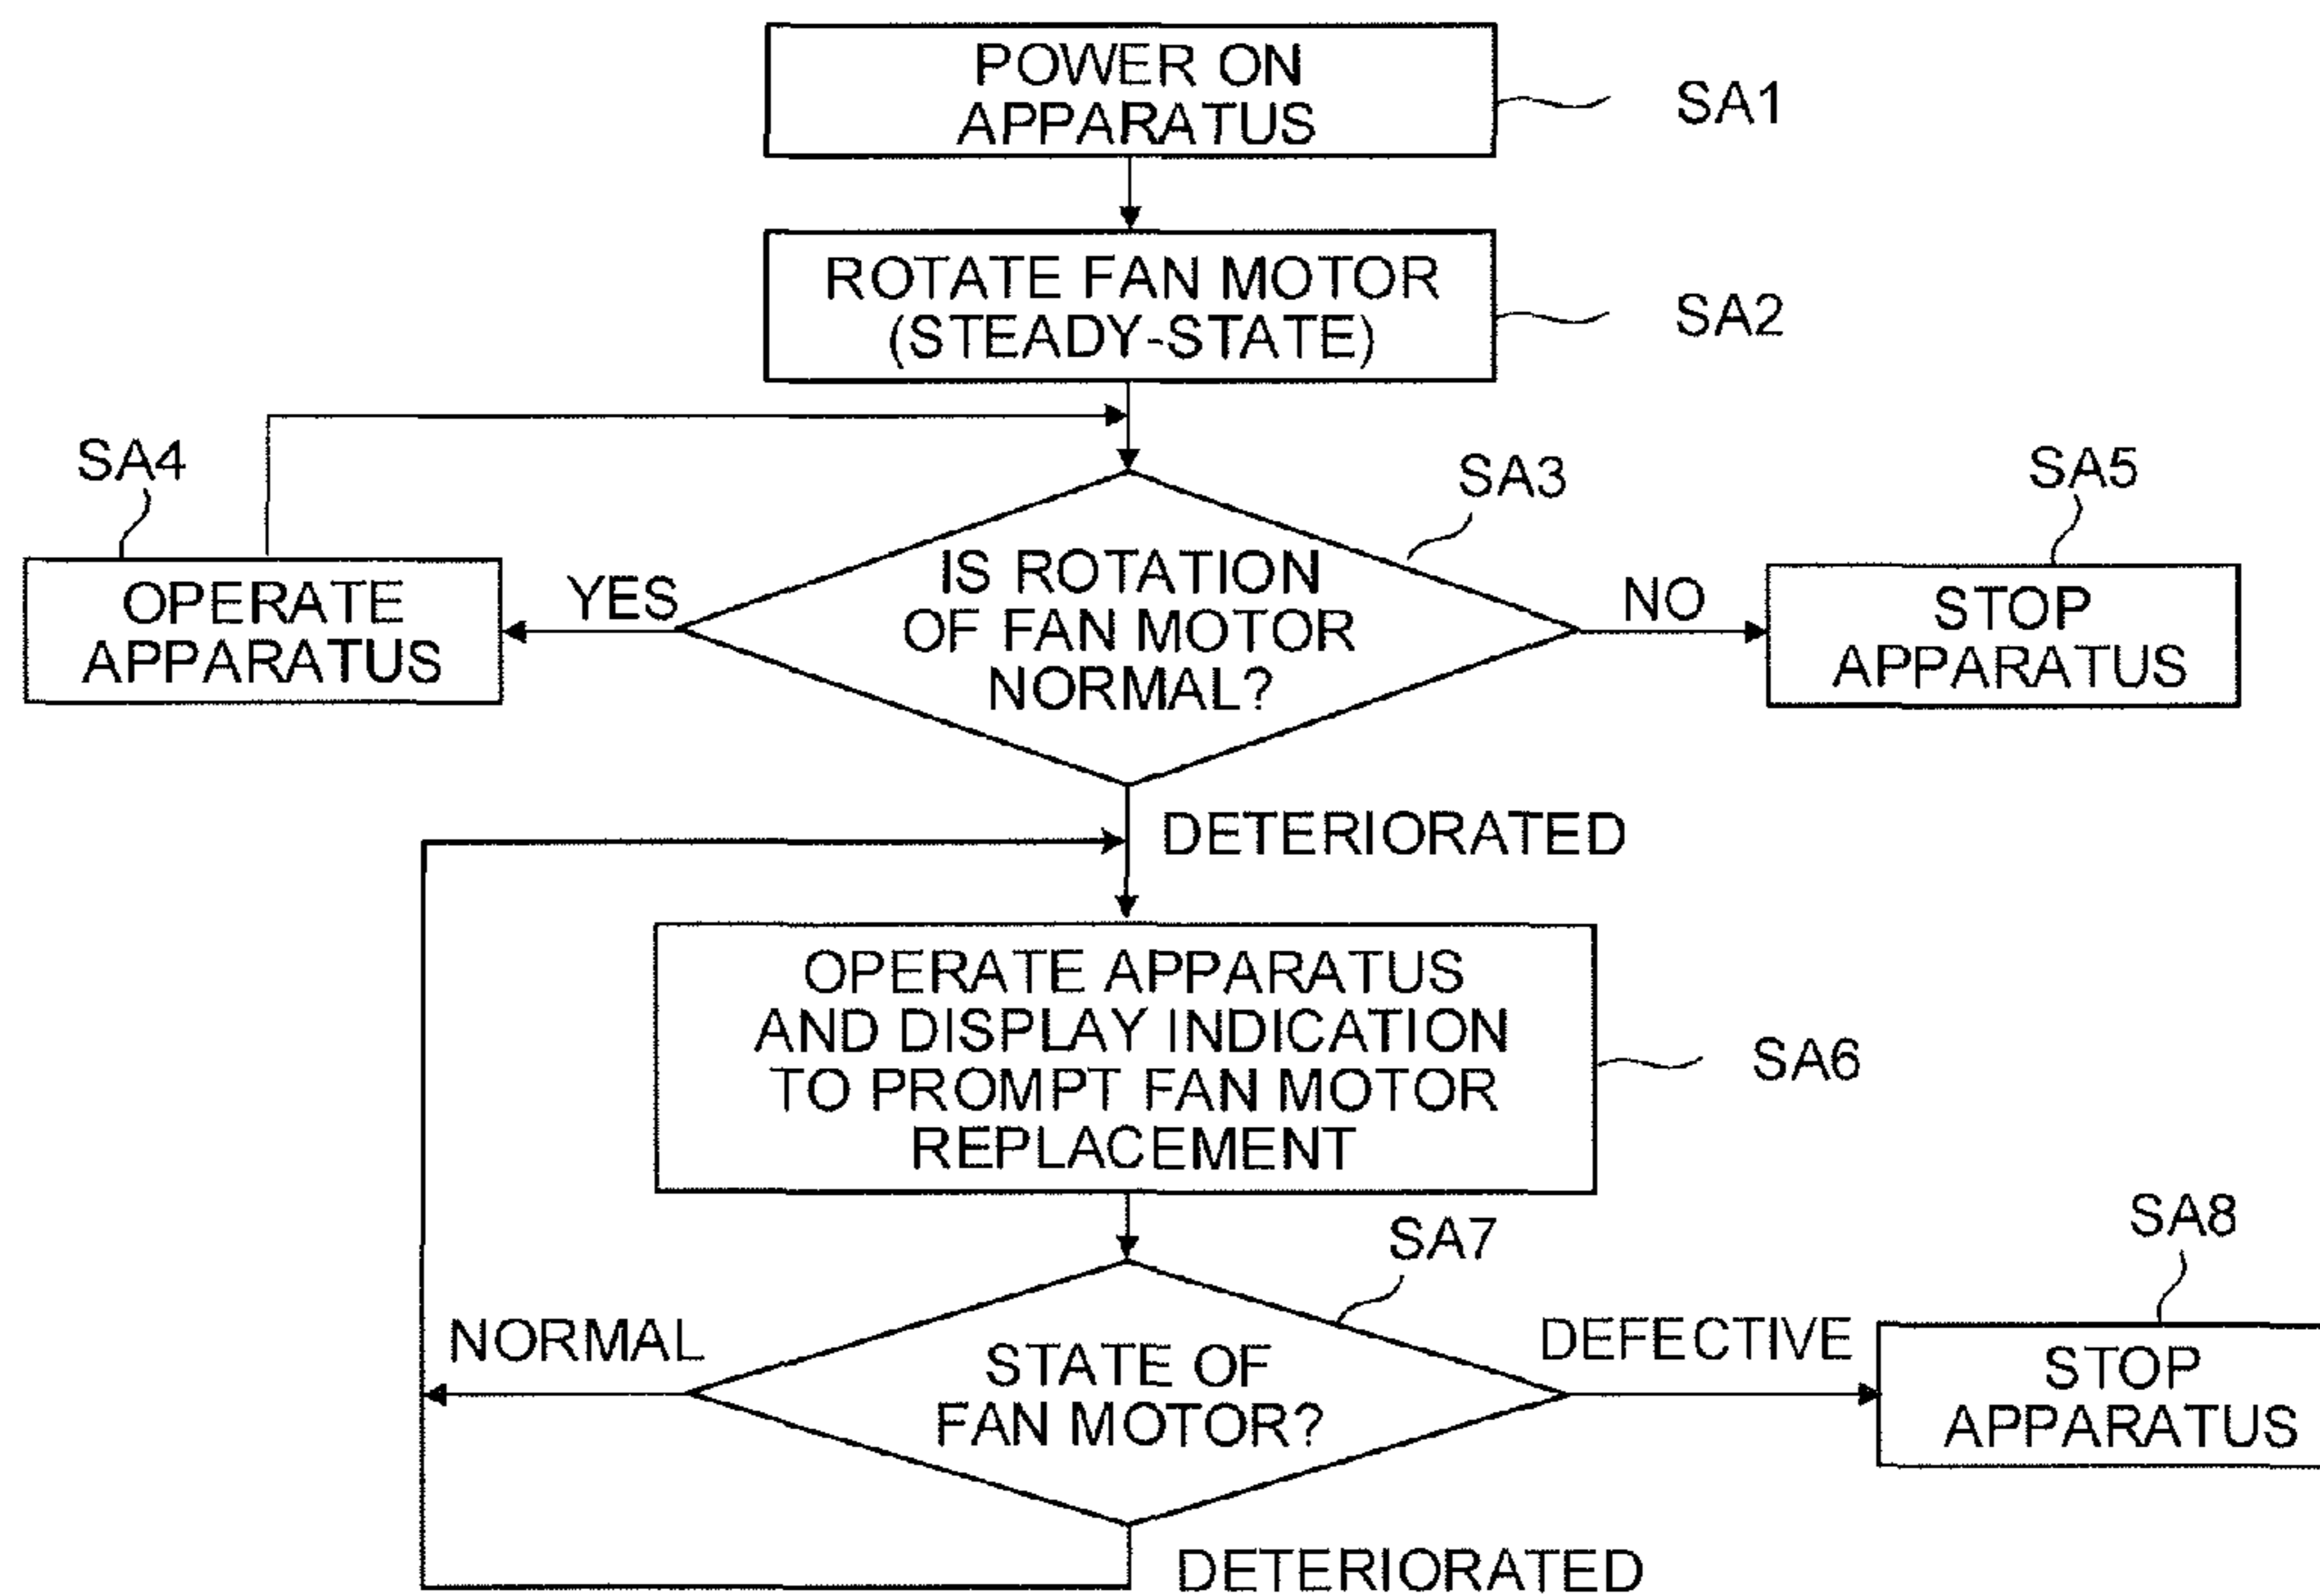 POWER ON
APPARATUS
SA1
ROTATE FAN MOTOR
(STEADY-STATE)
SA2
SA4
SA3
SA5
OPERATE
APPARATUS
YES
IS ROTATION
OF FAN MOTOR
NORMAL?
NO
STOP
APPARATUS
DETERIORATED
OPERATE APPARATUS
AND DISPLAY INDICATION
TO PROMPT FAN MOTOR
REPLACEMENT
SA6
SA7
SA8
NORMAL
STATE OF
FAN MOTOR?
DEFECTIVE
STOP
APPARATUS
DETERIORATED